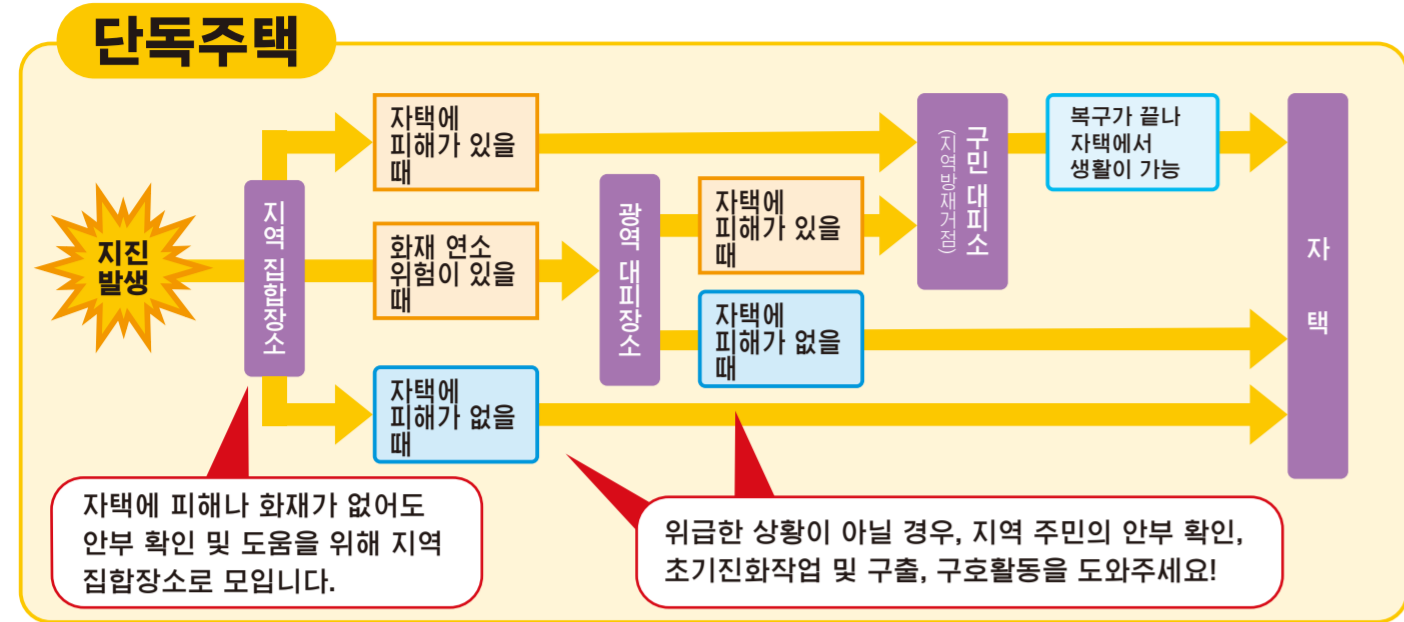 단독주택
지진
발생
지역 집합장소
자택에
피해가 있을
때
화재 연소
위험이 있을
때
자택에
피해가 없을
때
광역 대피장소
자택에
피해가 있을
때
자택에
피해가 없을
때
구민 대피소
(지역방재거점)
복구가 끝나
자택에서
생활이 가능
자택
자택에 피해나 화재가 없어도
안부 확인 및 도움을 위해 지역
집합장소로 모입니다.
위급한 상황이 아닐 경우, 지역 주민의 안부 확인,
초기진화작업 및 구출, 구호활동을 도와주세요!